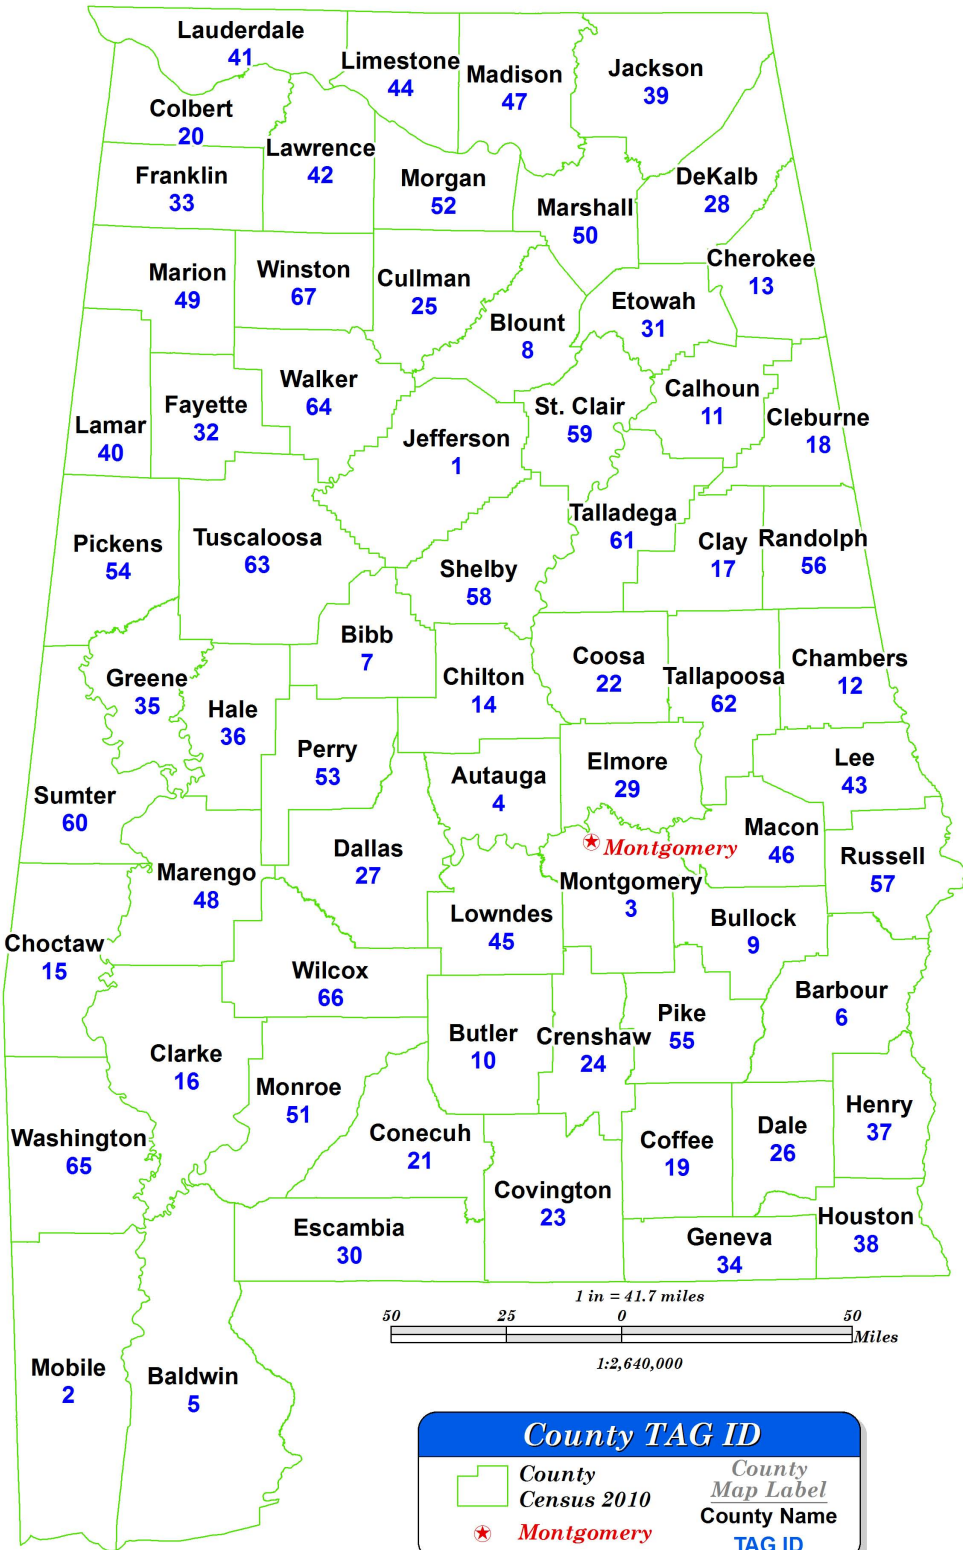 Lauderdale
41
Limestone
44
Madison
47
Jackson
39
Colbert
20
Lawrence
42
Franklin
33
Morgan
52
DeKalb
28
Marshall
50
Cherokee
13
Marion
49
Winston
67
Cullman
25
Etowah
31
Blount
8
Walker
64
Calhoun
11
Fayette
32
St. Clair
59
Cleburne
18
Lamar
40
Jefferson
1
Talladega
61
Pickens
54
Tuscaloosa
63
Clay
17
Randolph
56
Shelby
58
Bibb
7
Coosa
22
Chambers
12
Greene
35
Chilton
14
Tallapoosa
62
Hale
36
Perry
53
Elmore
29
Lee
43
Autauga
4
Sumter
60
Macon
46
Dallas
27
Montgomery
Russell
57
Marengo
48
Montgomery
3
Lowndes
45
Bullock
9
Choctaw
15
Wilcox
66
Barbour
6
Pike
55
Butler
10
Crenshaw
24
Clarke
16
Monroe
51
Henry
37
Dale
26
Washington
65
Conecuh
21
Coffee
19
Covington
23
Houston
38
Escambia
30
Geneva
34
1 in = 41.7 miles
50 25 0 50
Miles
1:2,640,000
Mobile
2
Baldwin
5
County TAG ID
County
Census 2010
Montgomery
County
Map Label
County Name
TAG ID